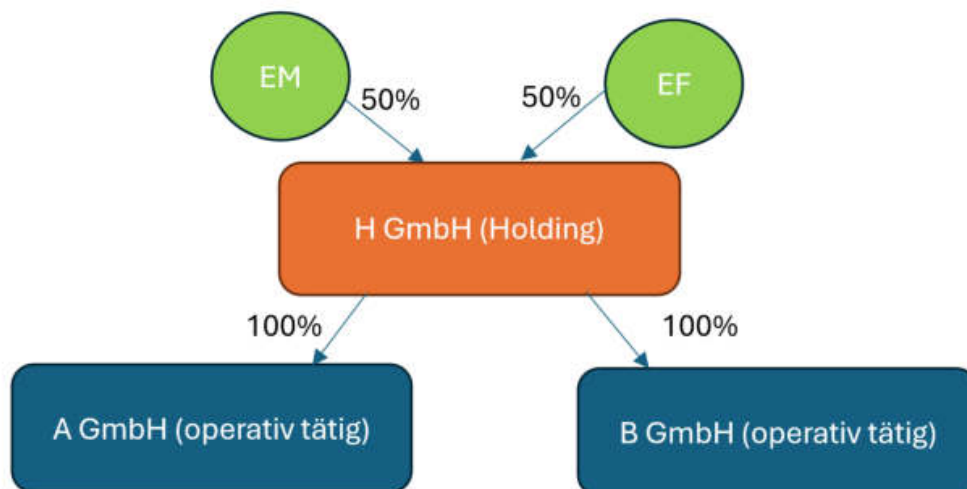 EM
EF
50%
50%
H GmbH (Holding)
100%
100%
A GmbH (operativ tätig)
B GmbH (operativ tätig)